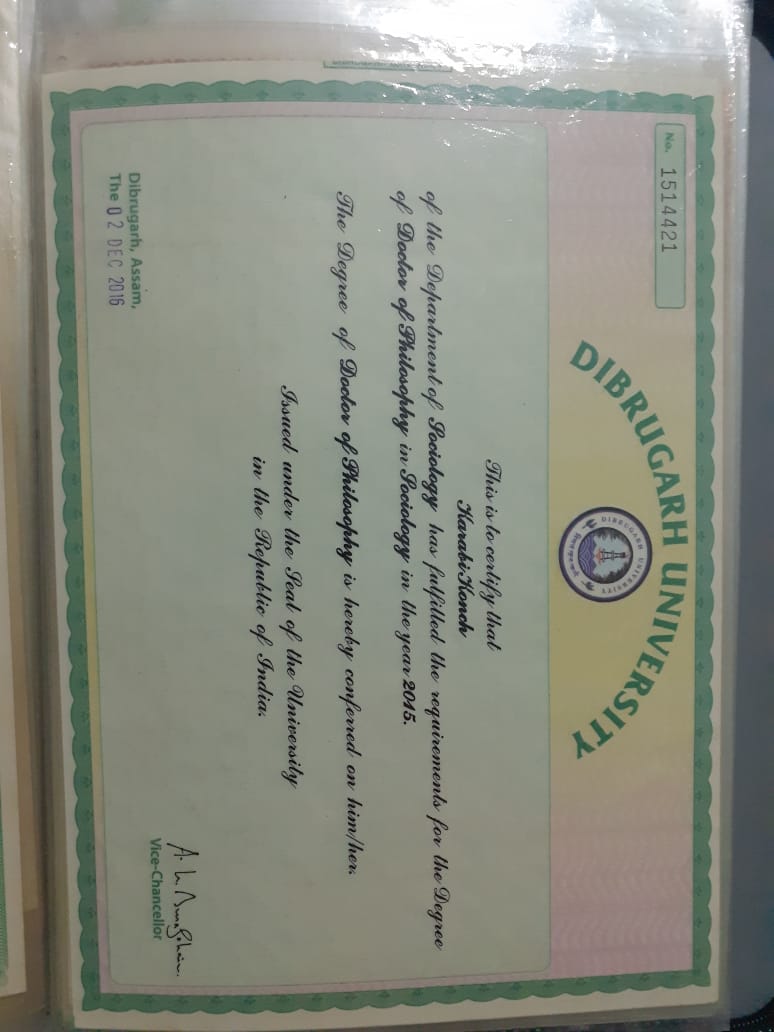 No. 1514421
DIBRUGARH UNIVERSITY
DIBRUGARH UNIVERSITY
This is to certify that
Karabi Konch
of the Department of Sociology has fulfilled the requirements for the Degree
of Doctor of Philosophy in Sociology in the year 2015.
The Degree of Doctor of Philosophy is hereby conferred on him/her.
Issued under the Seal of the University
in the Republic of India.
Dibrugarh, Assam,
The 02 DEC 2016
Vice-Chancellor